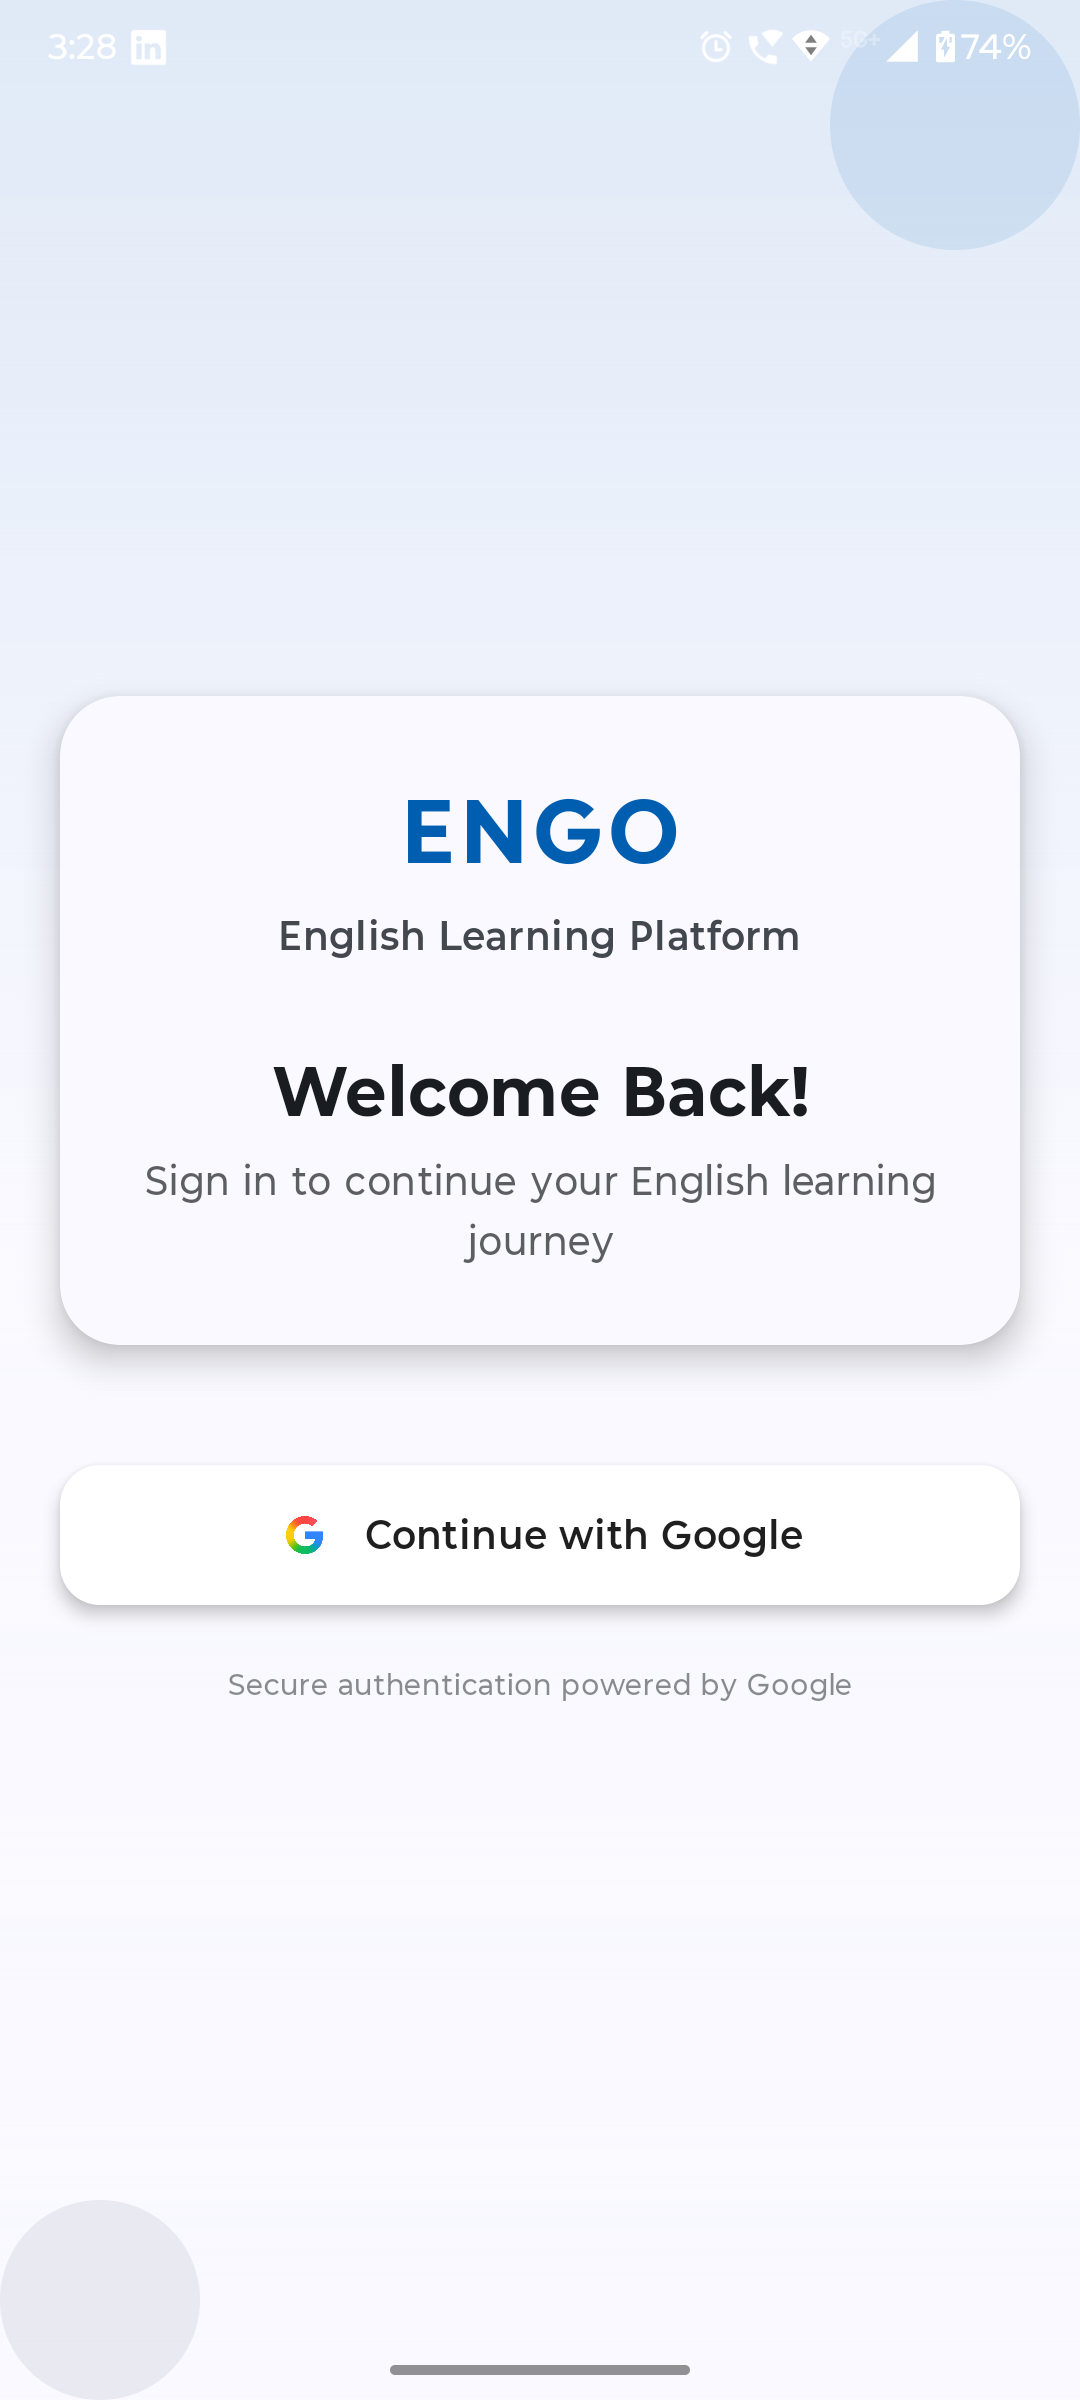 3:28 in 5G+ 74%
ENGO
English Learning Platform
Welcome Back!
Sign in to continue your English learning
journey
Continue with Google
Secure authentication powered by Google